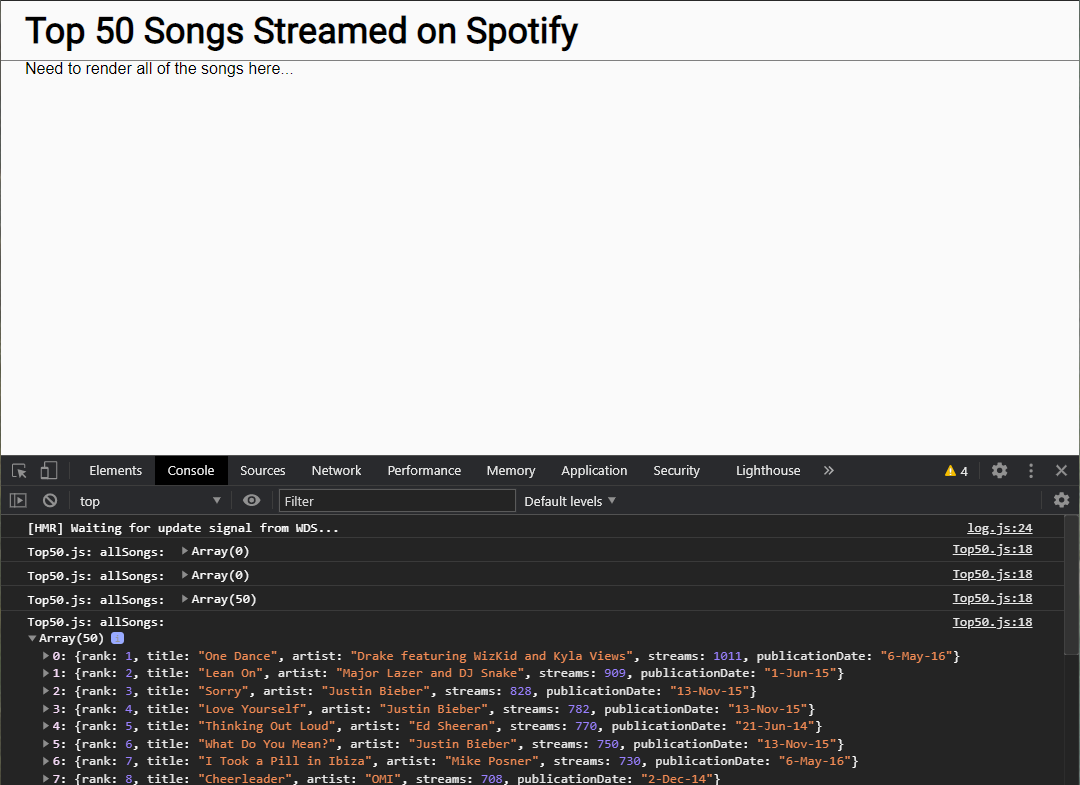 Top 50 Songs Streamed on Spotify
Need to render all of the songs here...
Elements Console Sources Network Performance Memory Application Security Lighthouse » 4
top Filter Default levels
[HMR] Waiting for update signal from WDS... log.js:24
Top50.js: allSongs: Array(0) Top50.js:18
Top50.js: allSongs: Array(0) Top50.js:18
Top50.js: allSongs: Array(50) Top50.js:18
Top50.js: allSongs: Top50.js:18
Array(50) i
0: {rank: 1, title: "One Dance", artist: "Drake featuring WizKid and Kyla Views", streams: 1011, publicationDate: "6-May-16"}
1: {rank: 2, title: "Lean On", artist: "Major Lazer and DJ Snake", streams: 909, publicationDate: "1-Jun-15"}
2: {rank: 3, title: "Sorry", artist: "Justin Bieber", streams: 828, publicationDate: "13-Nov-15"}
3: {rank: 4, title: "Love Yourself", artist: "Justin Bieber", streams: 782, publicationDate: "13-Nov-15"}
4: {rank: 5, title: "Thinking Out Loud", artist: "Ed Sheeran", streams: 770, publicationDate: "21-Jun-14"}
5: {rank: 6, title: "What Do You Mean?", artist: "Justin Bieber", streams: 750, publicationDate: "13-Nov-15"}
6: {rank: 7, title: "I Took a Pill in Ibiza", artist: "Mike Posner", streams: 730, publicationDate: "6-May-16"}
7: {rank: 8, title: "Cheerleader", artist: "OMI", streams: 708, publicationDate: "2-Dec-14"}